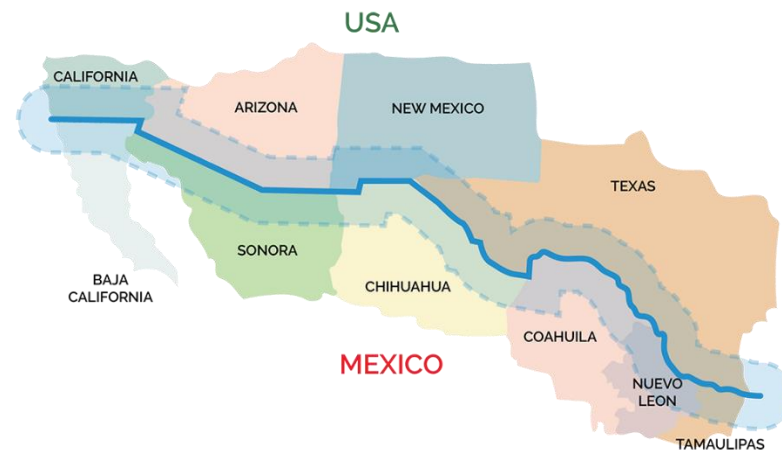 USA
CALIFORNIA
ARIZONA
NEW MEXICO
TEXAS
SONORA
BAJA
CALIFORNIA
CHIHUAHUA
COAHUILA
MEXICO
NUEVO
LEON
TAMAULIPAS